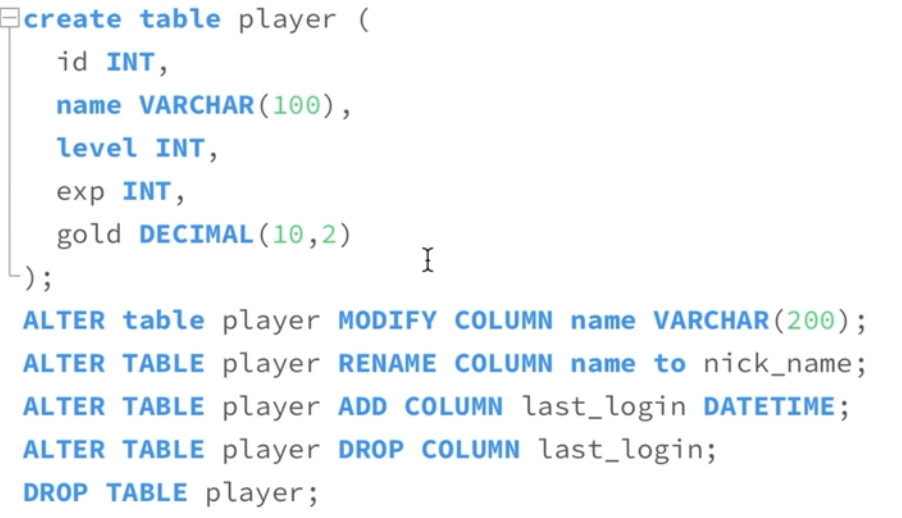 create table player (
id INT,
name VARCHAR(100),
level INT,
exp INT,
gold DECIMAL(10,2)
);
ALTER table player MODIFY COLUMN name VARCHAR(200);
ALTER TABLE player RENAME COLUMN name to nick_name;
ALTER TABLE player ADD COLUMN last_login DATETIME;
ALTER TABLE player DROP COLUMN last_login;
DROP TABLE player;